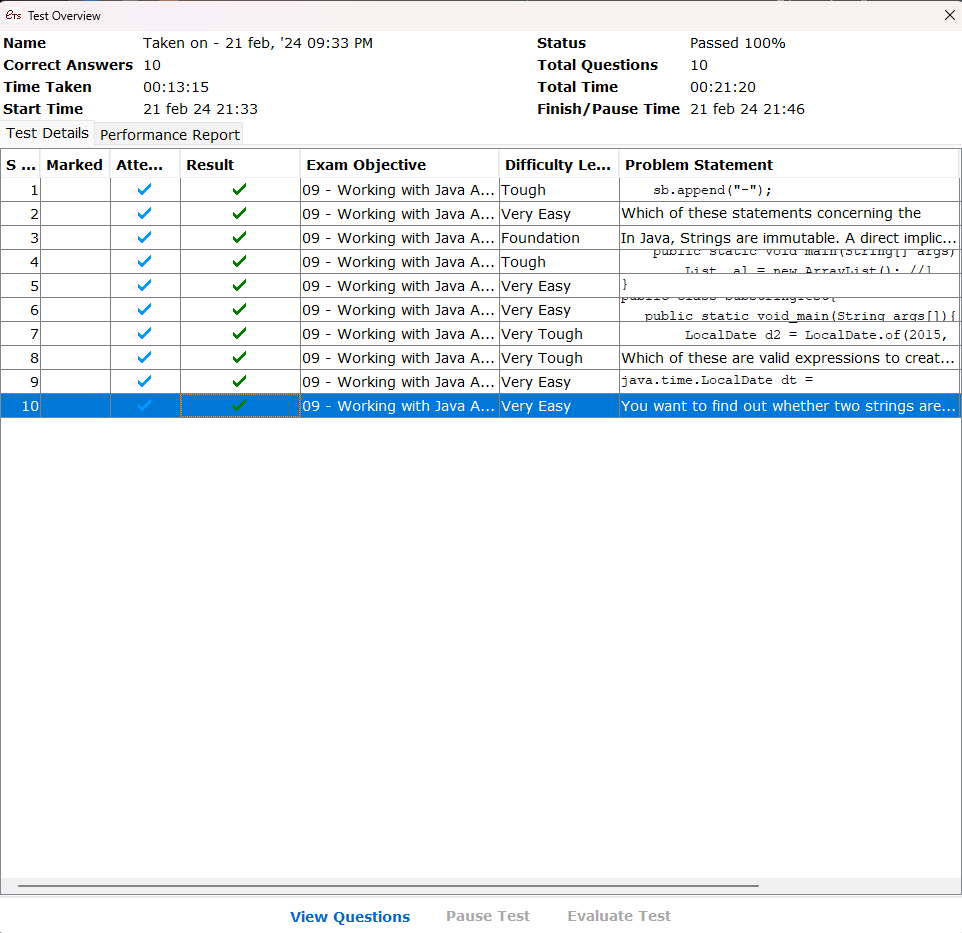 ets Test Overview
Name Taken on - 21 feb, '24 09:33 PM Status Passed 100%
Correct Answers 10 Total Questions 10
Time Taken 00:13:15 Total Time 00:21:20
Start Time 21 feb 24 21:33 Finish/Pause Time 21 feb 24 21:46
Test Details Performance Report
S ... Marked Atte... Result Exam Objective Difficulty Le... Problem Statement
1 09 - Working with Java A... Tough sb.append("-");
2 09 - Working with Java A... Very Easy Which of these statements concerning the
3 09 - Working with Java A... Foundation In Java, Strings are immutable. A direct implic...
4 09 - Working with Java A... Tough public static void main(String[] args)
List al = new ArrayList(); //1
5 09 - Working with Java A... Very Easy }
6 09 - Working with Java A... Very Easy public class SubstringTest{
public static void main(String args[]){
7 09 - Working with Java A... Very Tough LocalDate d2 = LocalDate.of(2015,
8 09 - Working with Java A... Very Tough Which of these are valid expressions to creat...
9 09 - Working with Java A... Very Easy java.time.LocalDate dt =
10 09 - Working with Java A... Very Easy You want to find out whether two strings are...
View Questions Pause Test Evaluate Test